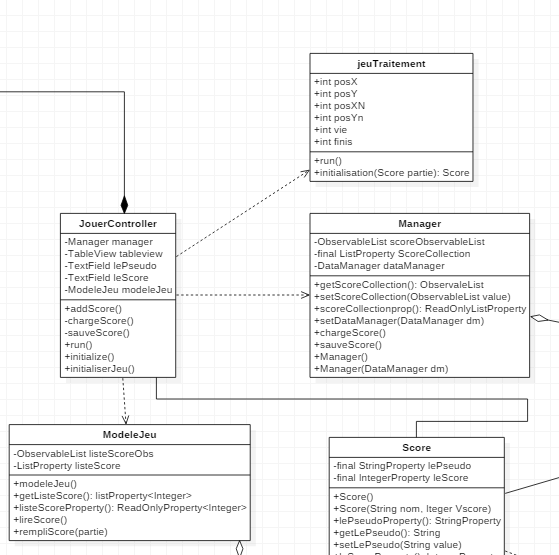 jeuTraitement
+int posX
+int posY
+int posXN
+int posYn
+int vie
+int finis
+run()
+initialisation(Score partie): Score
JouerController
-Manager manager
-TableView tableview
-TextField lePseudo
-TextField leScore
-ModeleJeu modeleJeu
+addScore()
-chargeScore()
-sauveScore()
+run()
+initialize()
+initialiserJeu()
Manager
-ObservableList scoreObservableList
-final ListProperty ScoreCollection
-DataManager dataManager
+getScoreCollection(): ObservaleList
+setScoreCollection(ObservableList value)
+scoreCollectionprop(): ReadOnlyListProperty
+setDataManager(DataManager dm)
+chargeScore()
+sauveScore()
+Manager()
+Manager(DataManager dm)
ModeleJeu
-ObservableList listeScoreObs
-ListProperty listeScore
+modeleJeu()
+getListeScore(): listProperty<Integer>
+listeScoreProperty(): ReadOnlyProperty<Integer>
+lireScore()
+rempliScore(partie)
Score
-final StringProperty lePseudo
-final IntegerProperty leScore
+Score()
+Score(String nom, Integer Vscore)
+lePseudoProperty(): StringProperty
+getLePseudo(): String
+setLePseudo(String value)